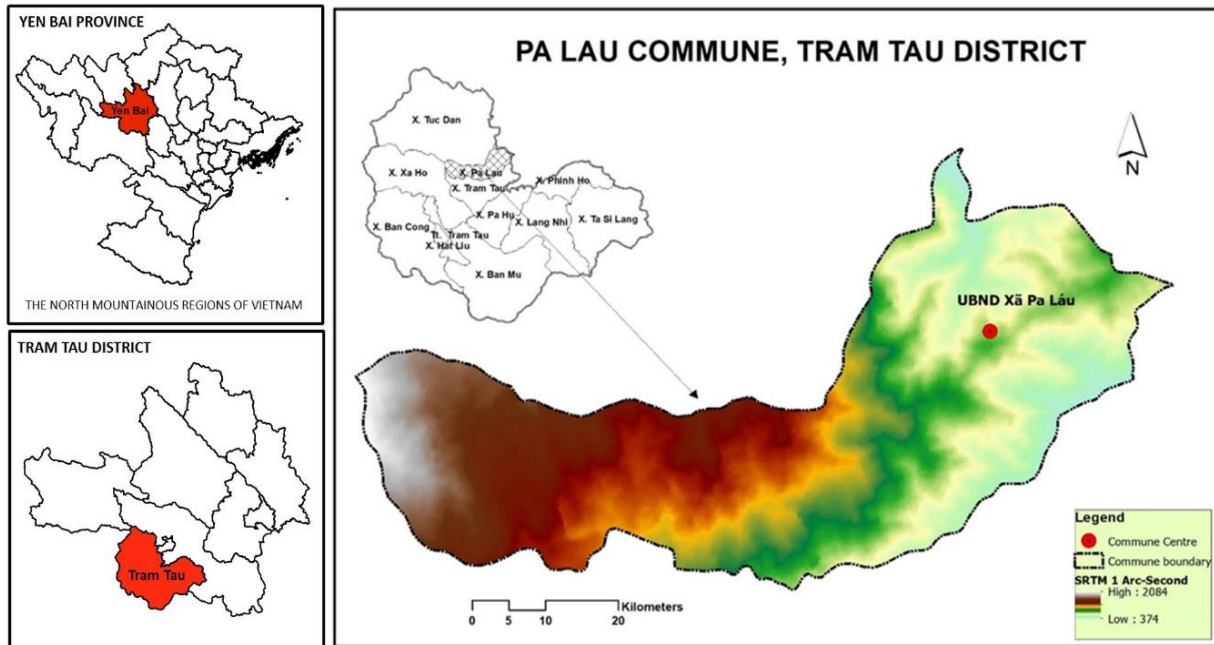 YEN BAI PROVINCE
Yen Bai
THE NORTH MOUNTAINOUS REGIONS OF VIETNAM
TRAM TAU DISTRICT
Tram Tau
PA LAU COMMUNE, TRAM TAU DISTRICT
X. Tuc Dan
X. Xa Ho
X. Pa Lau
X. Phinh Ho
X. Tram Tau
X. Pa Hu
X. Lang Nhi
X. Ta Si Lang
X. Ban Cong
Tt. Tram Tau
X. Hat Liu
X. Ban Mu
N
UBND Xã Pa Láu
Kilometers
0 5 10 20
Legend
Commune Centre
Commune boundary
SRTM 1 Arc-Second
High : 2084
Low : 374